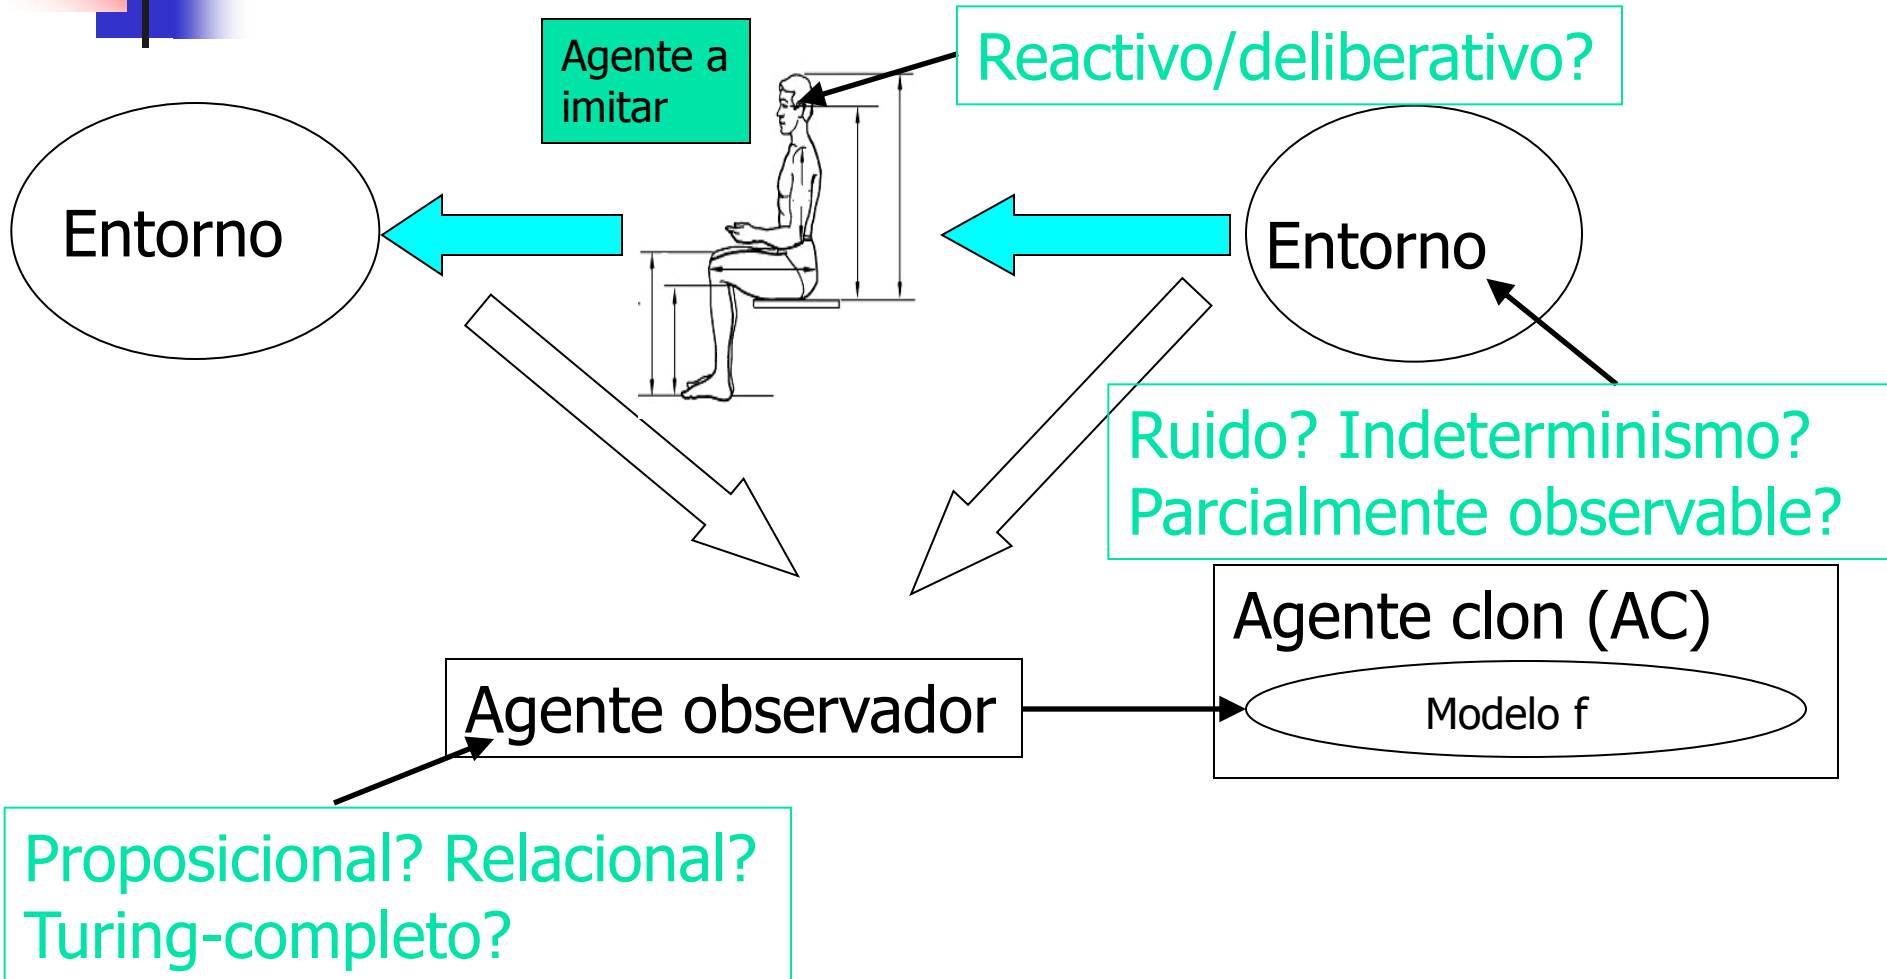 Agente a
imitar
Reactivo/deliberativo?
Entorno
Entorno
Ruido? Indeterminismo?
Parcialmente observable?
Agente clon (AC)
Agente observador
Modelo f
Proposicional? Relacional?
Turing-completo?